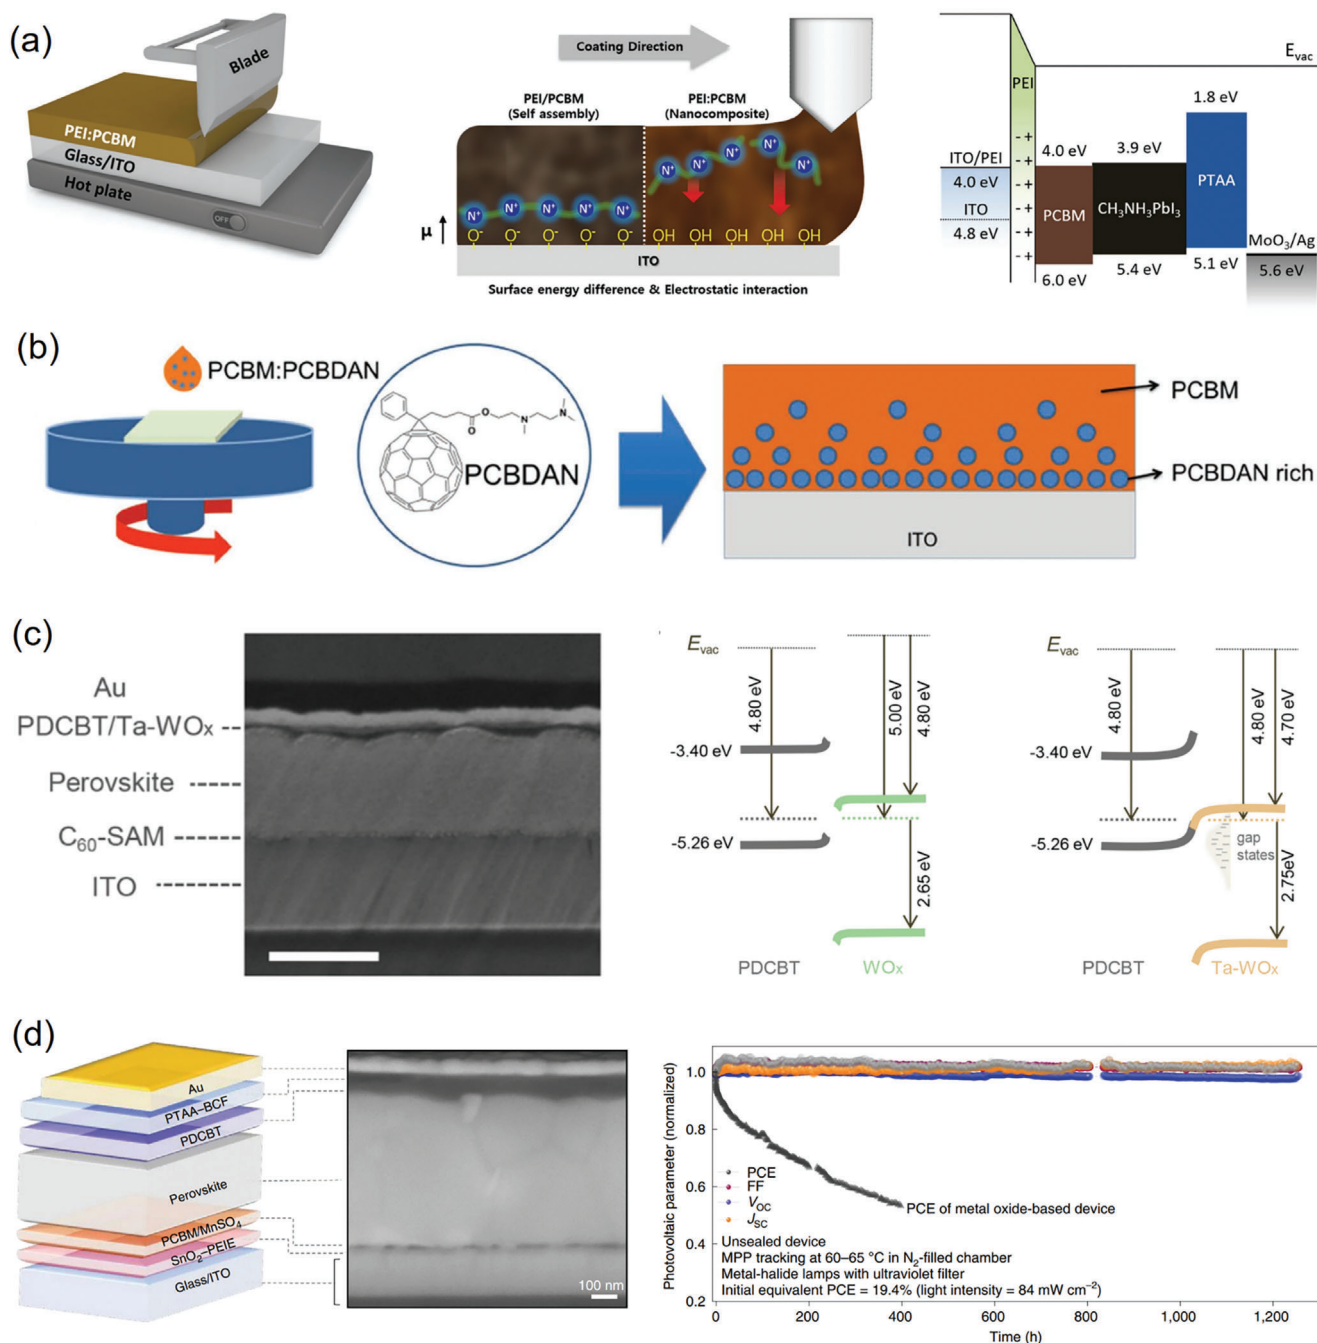 (a)
Blade
PEI:PCBM
Glass/ITO
Hot plate
OFF
Coating Direction
PEI/PCBM
(Self assembly)
PEI:PCBM
(Nanocomposite)
N⁺ N⁺ N⁺ N⁺ N⁺
N⁺ N⁺ N⁺ N⁺ N⁺
μ
O⁻ O⁻ O⁻ O⁻ O⁻ OH OH OH OH OH
ITO
Surface energy difference & Electrostatic interaction
Evac
PEI
1.8 eV
4.0 eV
3.9 eV
ITO/PEI
4.0 eV
ITO
4.8 eV
- +
- +
- +
- +
- +
- +
PCBM
CH₃NH₃PbI₃
PTAA
MoO₃/Ag
6.0 eV
5.4 eV
5.1 eV
5.6 eV
(b)
PCBM:PCBDAN
O
O
N
N
PCBDAN
PCBM
PCBDAN rich
ITO
(c)
Au
PDCBT/Ta-WOx
Perovskite
C₆₀-SAM
ITO
Evac
4.80 eV
5.00 eV
4.80 eV
-3.40 eV
-5.26 eV
2.65 eV
PDCBT
WOx
Evac
4.80 eV
4.80 eV
4.70 eV
-3.40 eV
-5.26 eV
gap
states
2.75eV
PDCBT
Ta-WOx
(d)
Au
PTAA–BCF
PDCBT
Perovskite
PCBM/MnSO₄
SnO₂–PEIE
Glass/ITO
100 nm
Photovoltaic parameter (normalized)
1.0
0.8
0.6
0.4
0.2
PCE
FF
VOC
JSC
PCE of metal oxide-based device
Unsealed device
MPP tracking at 60–65 °C in N₂-filled chamber
Metal-halide lamps with ultraviolet filter
Initial equivalent PCE = 19.4% (light intensity = 84 mW cm⁻²)
0 200 400 600 800 1,000 1,200
Time (h)